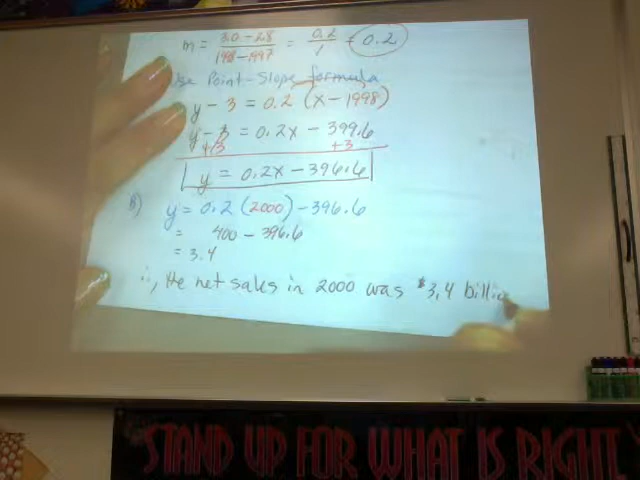 m = 3.0 - 2.8 / 1998 - 1997 = 0.2 / 1 = 0.2
Use Point-Slope formula
y - 3 = 0.2 (x - 1998)
y - 3 = 0.2x - 399.6
+3 +3
y = 0.2x - 396.6
B) y = 0.2 (2000) - 396.6
= 400 - 396.6
= 3.4
∴, the net sales in 2000 was $3.4 billio
STAND UP FOR WHAT IS RIGHT